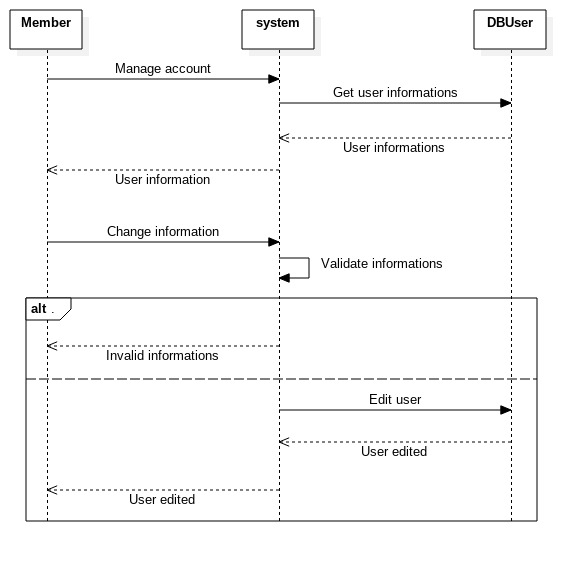 Member system DBUser
Manage account
Get user informations
User informations
User information
Change information
Validate informations
alt .
Invalid informations
Edit user
User edited
User edited